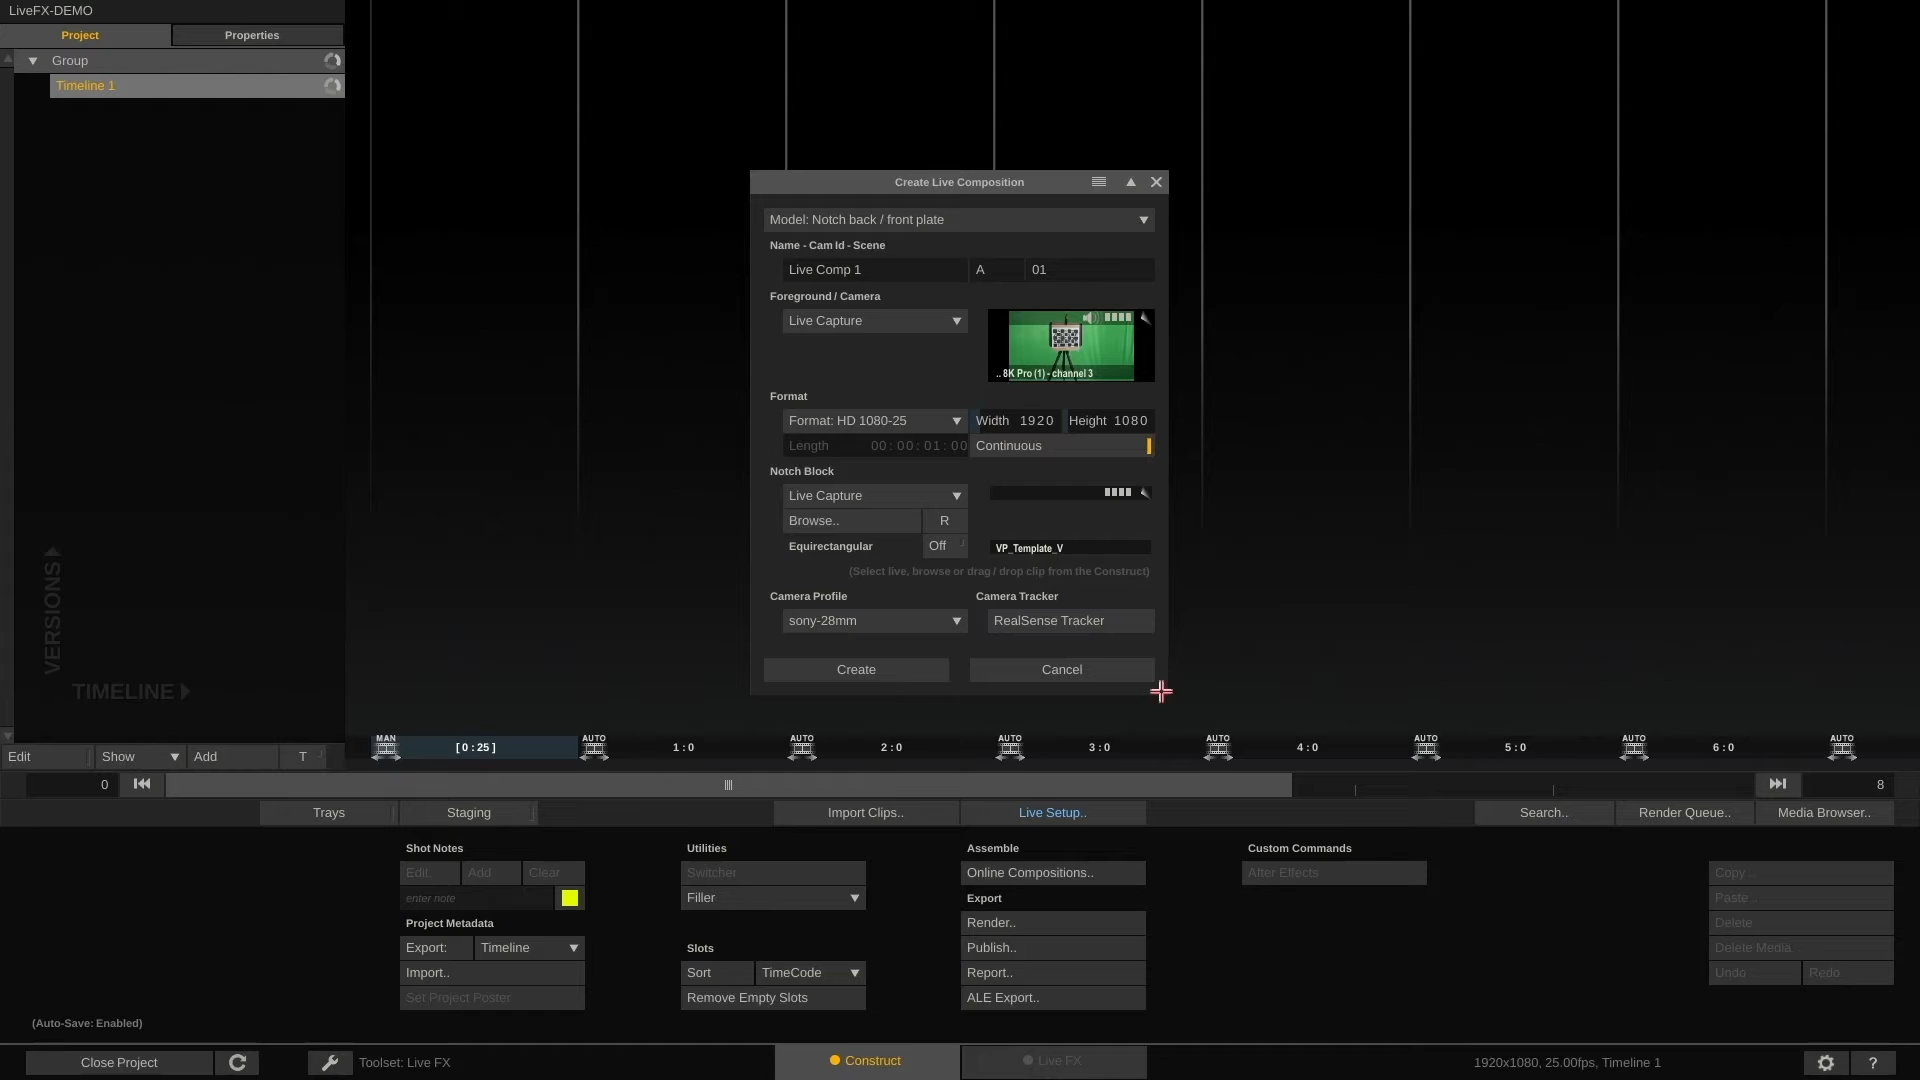 LiveFX-DEMO
Project
Properties
Group
Timeline 1
VERSIONS
TIMELINE
Create Live Composition
Model: Notch back / front plate
Name - Cam Id - Scene
Live Comp 1 A 01
Foreground / Camera
Live Capture
.. 8K Pro (1) - channel 3
Format
Format: HD 1080-25 Width 1920 Height 1080
Length 00:00:01:00 Continuous
Notch Block
Live Capture
Browse.. R
Equirectangular Off
VP_Template_V
(Select live, browse or drag / drop clip from the Construct)
Camera Profile Camera Tracker
sony-28mm RealSense Tracker
Create Cancel
MAN [ 0 : 25 ] AUTO 1 : 0 AUTO 2 : 0 AUTO 3 : 0 AUTO 4 : 0 AUTO 5 : 0 AUTO 6 : 0 AUTO
Edit Show Add T
0 8
Trays Staging Import Clips.. Live Setup.. Search.. Render Queue.. Media Browser..
Shot Notes Utilities Assemble Custom Commands
Edit Add Clear Switcher Online Compositions.. After Effects Copy..
enter note Filler Export Paste..
Project Metadata Render.. Delete
Export: Timeline Slots Publish.. Delete Media..
Import.. Sort TimeCode Report.. Undo Redo
Set Project Poster Remove Empty Slots ALE Export..
(Auto-Save: Enabled)
Close Project Toolset: Live FX Construct Live FX 1920x1080, 25.00fps, Timeline 1 ?